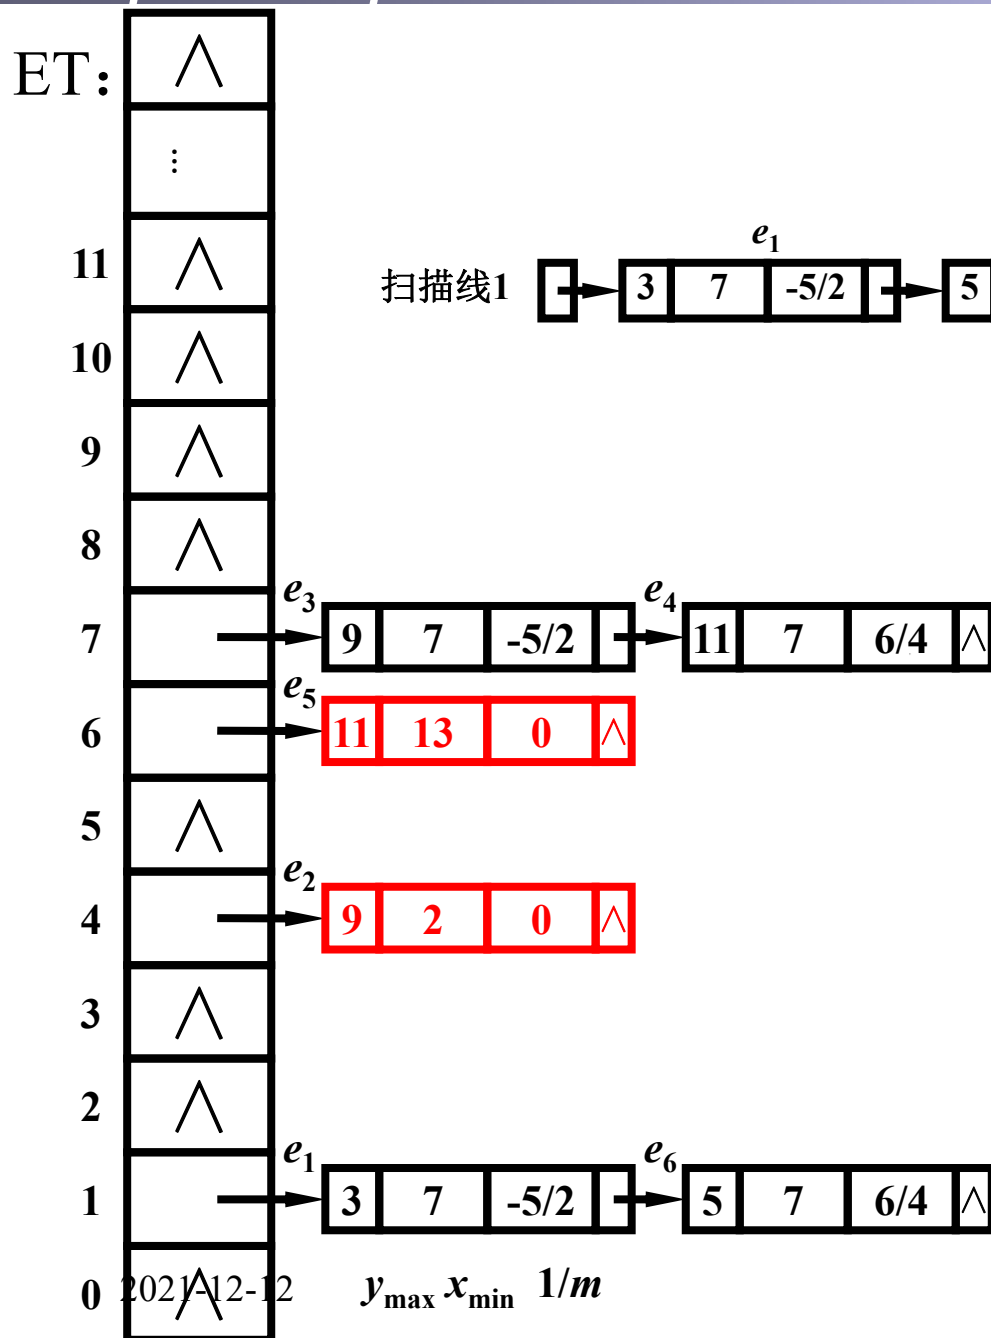 ET： ∧
⋮
11 ∧
e1
扫描线1 3 7 -5/2 5
10 ∧
9 ∧
8 ∧
e3 e4
7 9 7 -5/2 11 7 6/4 ∧
e5
6 11 13 0 ∧
5 ∧
e2
4 9 2 0 ∧
3 ∧
2 ∧
e1 e6
1 3 7 -5/2 5 7 6/4 ∧
0 ∧ 2021-12-12 ymax xmin 1/m